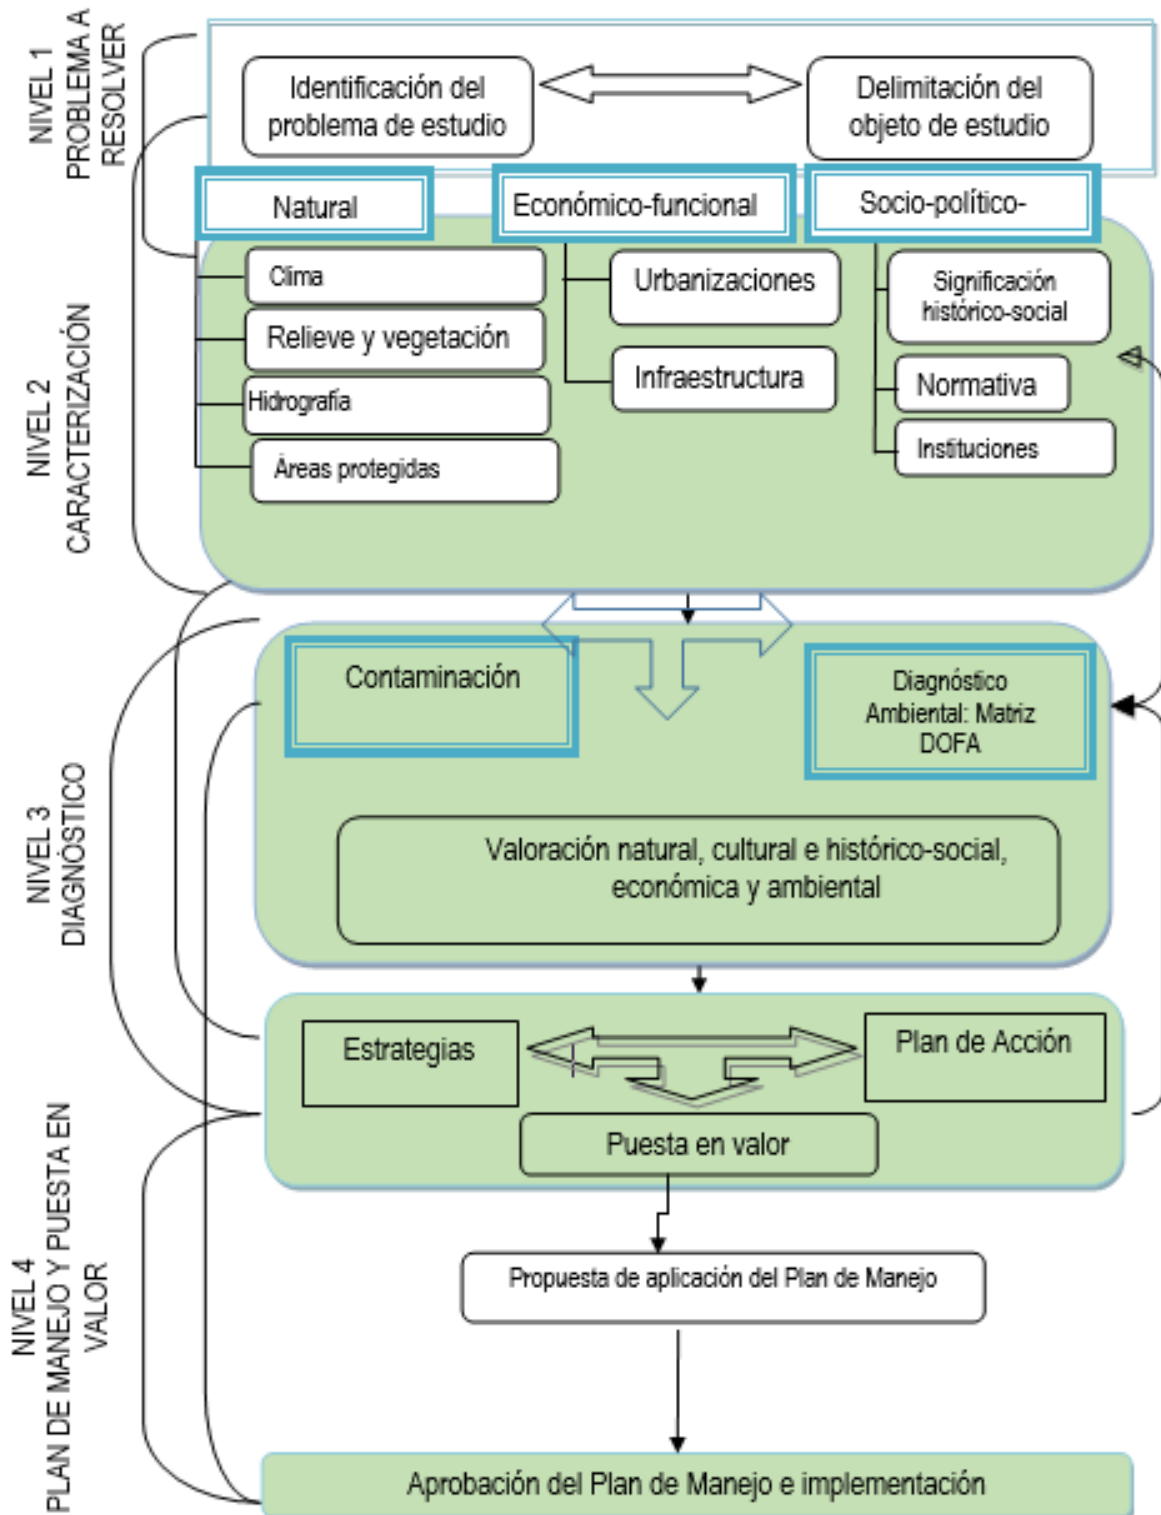 NIVEL 1
PROBLEMA A
RESOLVER
Identificación del
problema de estudio
Delimitación del
objeto de estudio
NIVEL 2
CARACTERIZACIÓN
Natural
Económico-funcional
Socio-político-
Clima
Relieve y vegetación
Hidrografía
Áreas protegidas
Urbanizaciones
Infraestructura
Significación
histórico-social
Normativa
Instituciones
NIVEL 3
DIAGNÓSTICO
Contaminación
Diagnóstico
Ambiental: Matriz
DOFA
Valoración natural, cultural e histórico-social,
económica y ambiental
NIVEL 4
PLAN DE MANEJO Y PUESTA EN
VALOR
Estrategias
Plan de Acción
Puesta en valor
Propuesta de aplicación del Plan de Manejo
Aprobación del Plan de Manejo e implementación